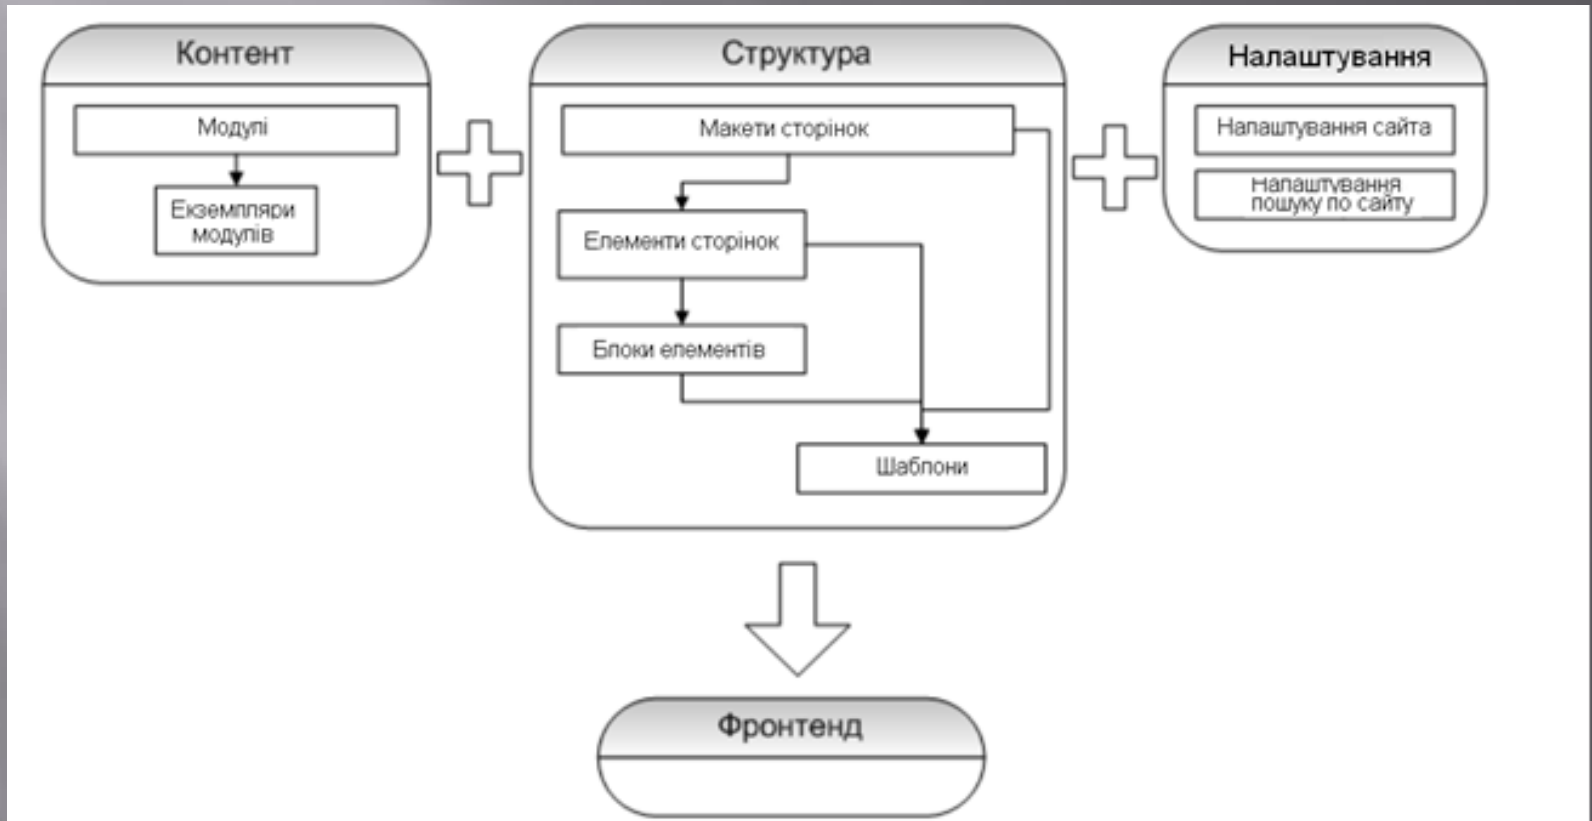 Контент
Модулі
Екземпляри
модулів
Структура
Макети сторінок
Елементи сторінок
Блоки елементів
Шаблони
Налаштування
Налаштування сайта
Налаштування
пошуку по сайту
Фронтенд